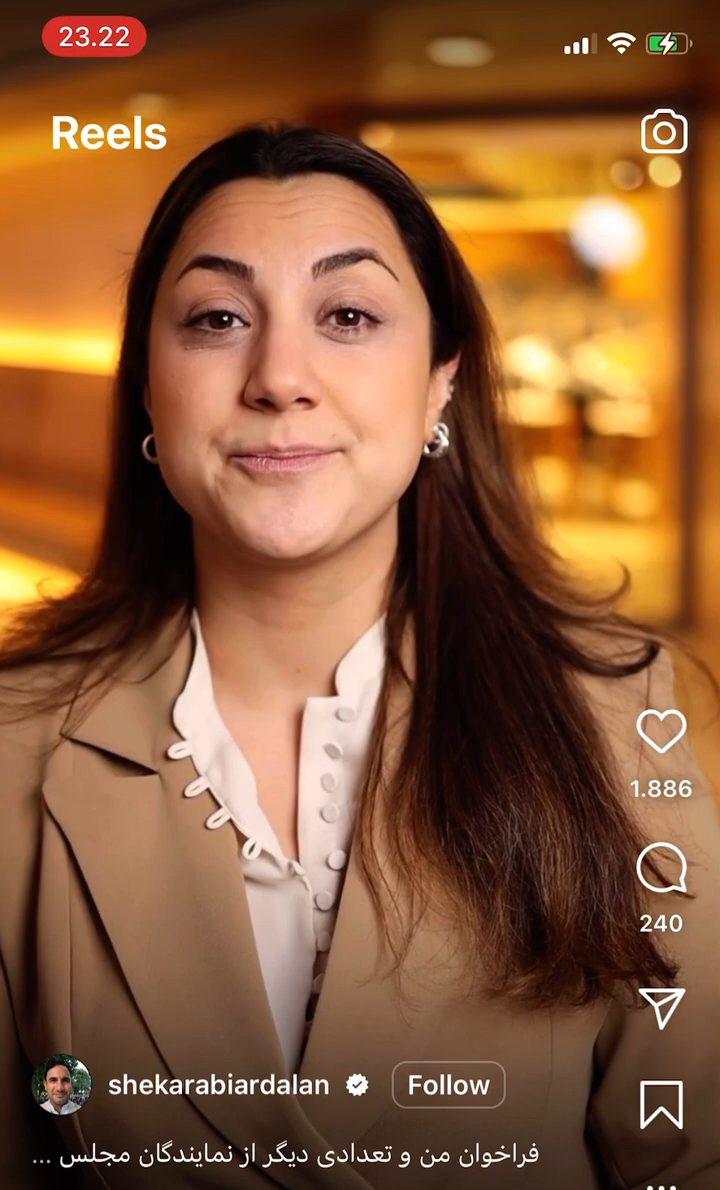 23.22
Reels
1.886
240
shekarabiardalan
Follow
فراخوان من و تعدادی دیگر از نمایندگان مجلس ...